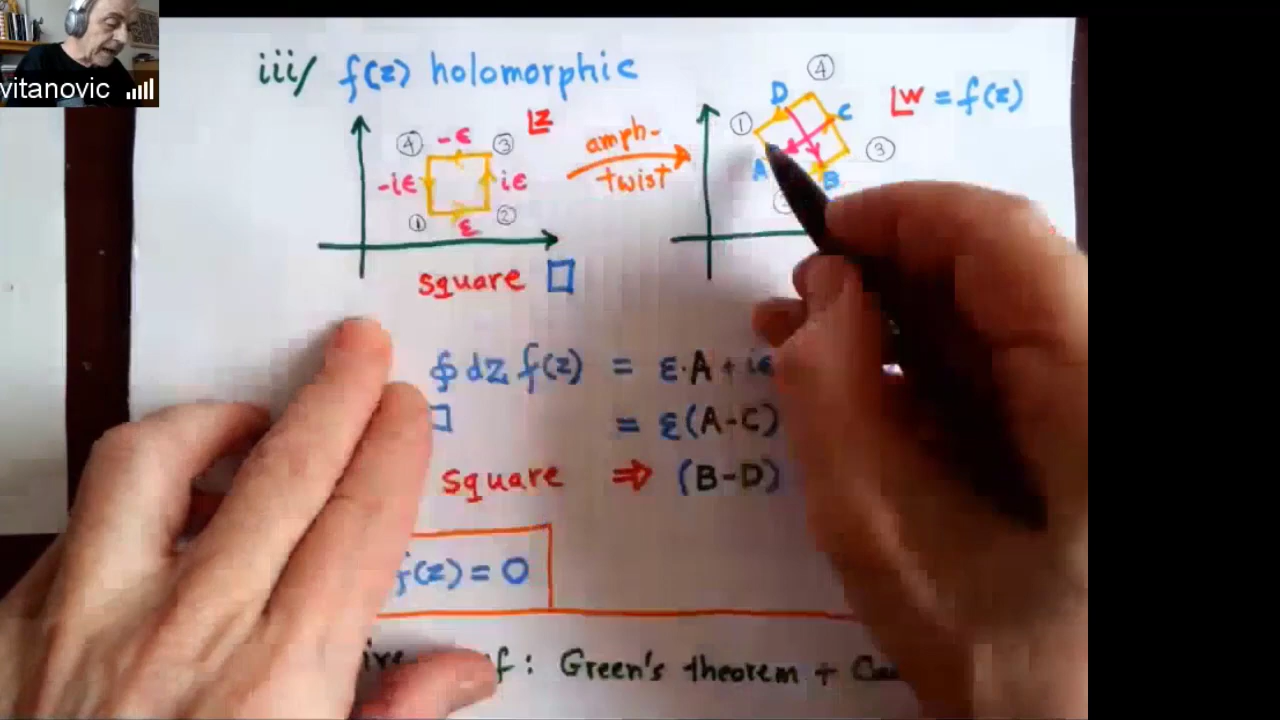 vitanovic
iii/ f(z) holomorphic
④ -ε ③ z
-iε iε
① ε ②
square □
amph-
twist
④
① D C w = f(z)
③
A B
∮ dz f(z) = ε·A + iε
□ = ε(A-C)
square ⇒ (B-D)
f(z) = 0
: Green's theorem +